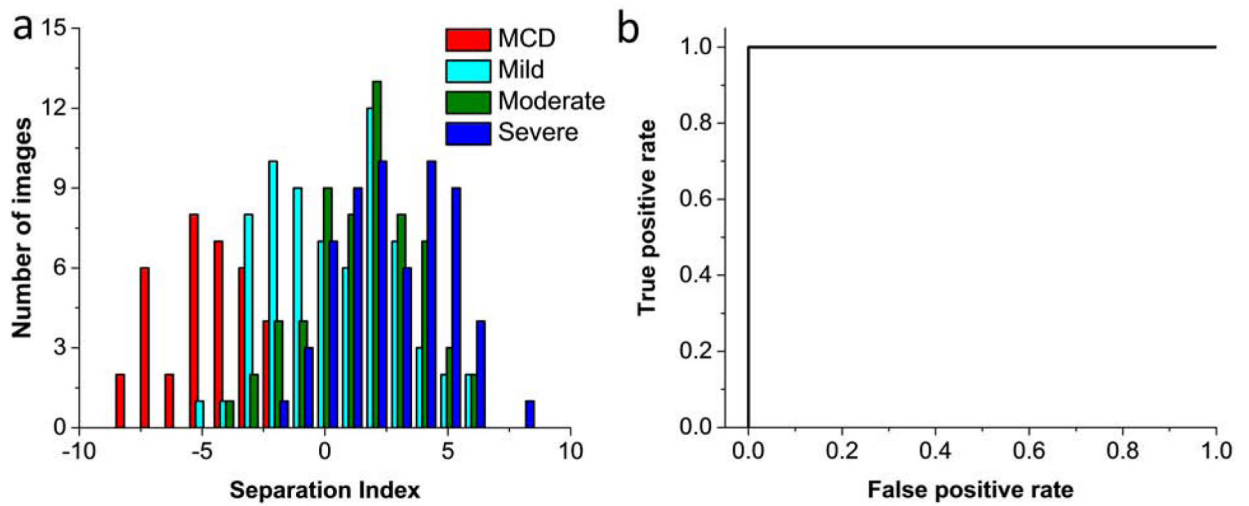 a
15
12
9
6
3
0
Number of images
-10
-5
0
5
10
Separation Index
MCD
Mild
Moderate
Severe
b
1.0
0.8
0.6
0.4
0.2
0.0
True positive rate
0.0
0.2
0.4
0.6
0.8
1.0
False positive rate